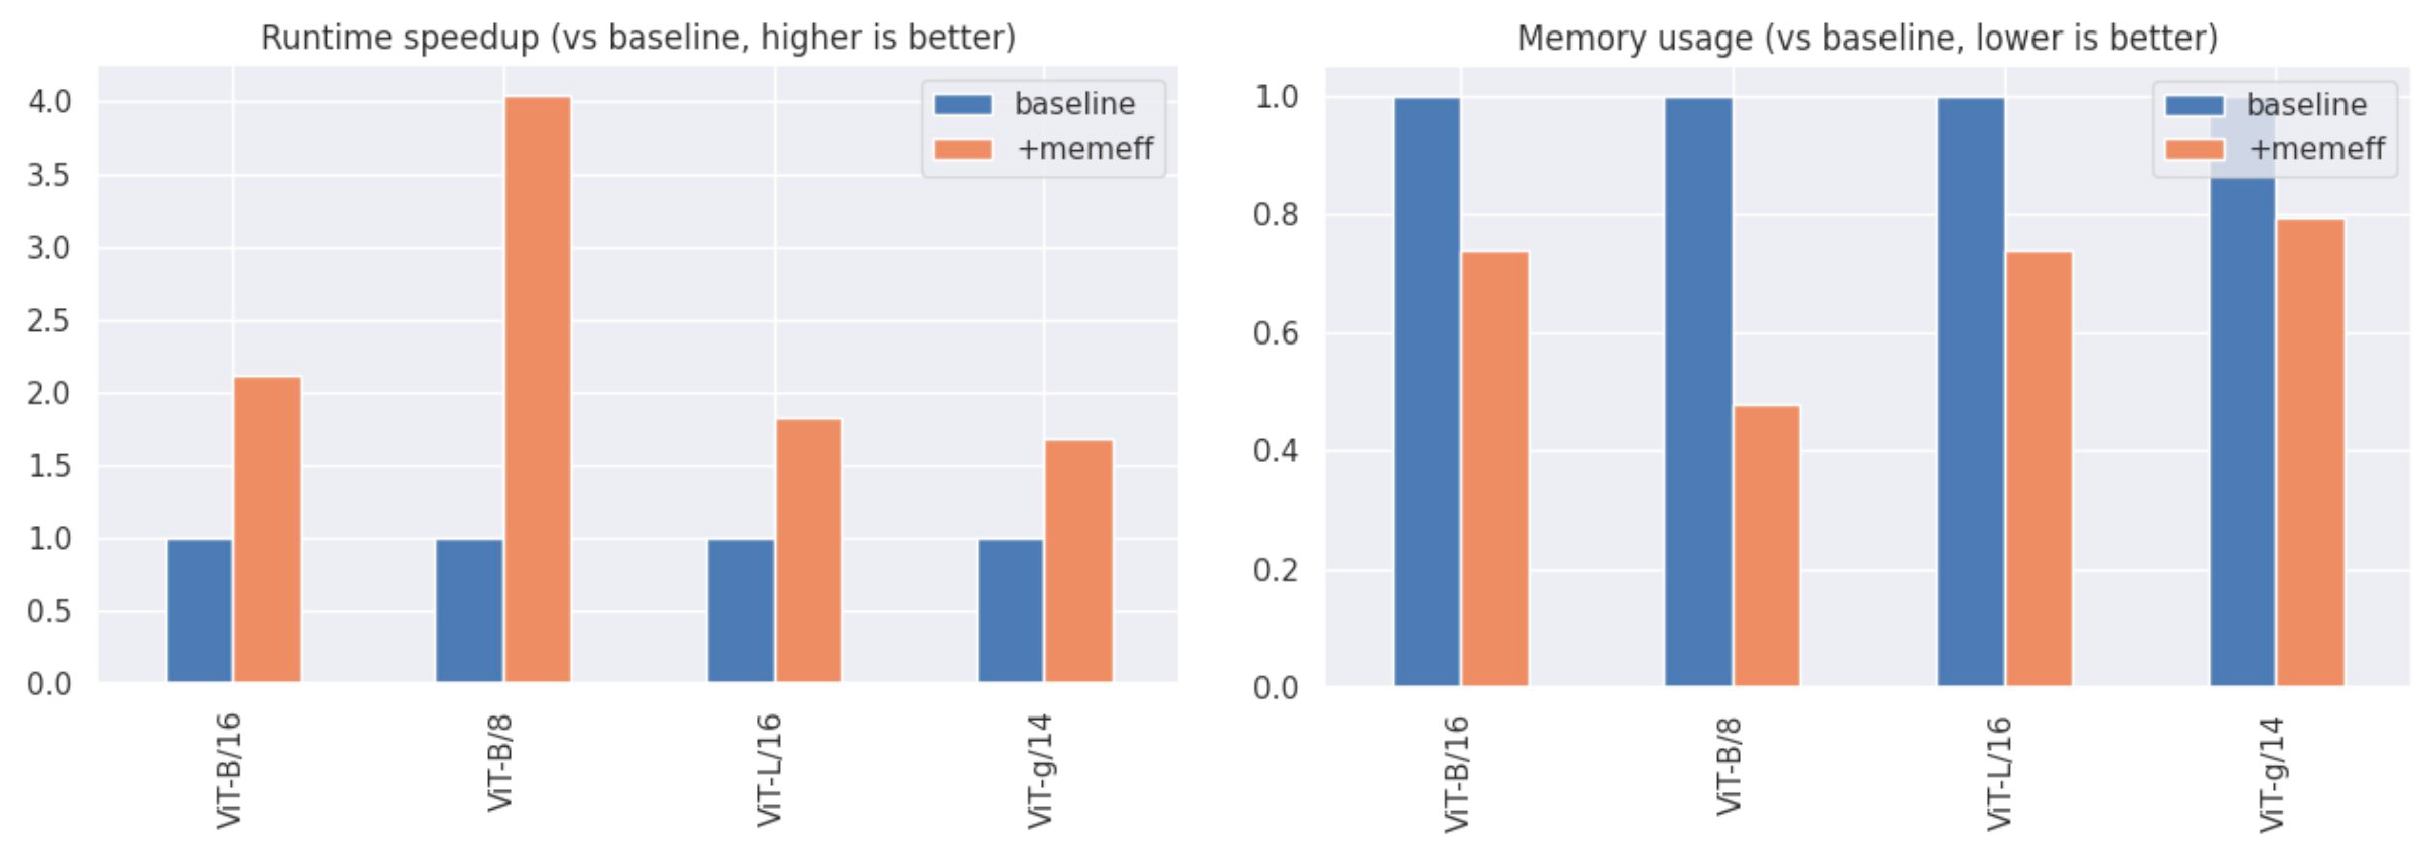 Runtime speedup (vs baseline, higher is better)
4.0
3.5
3.0
2.5
2.0
1.5
1.0
0.5
0.0
baseline
+memeff
ViT-B/16
ViT-B/8
ViT-L/16
ViT-g/14
Memory usage (vs baseline, lower is better)
1.0
0.8
0.6
0.4
0.2
0.0
baseline
+memeff
ViT-B/16
ViT-B/8
ViT-L/16
ViT-g/14